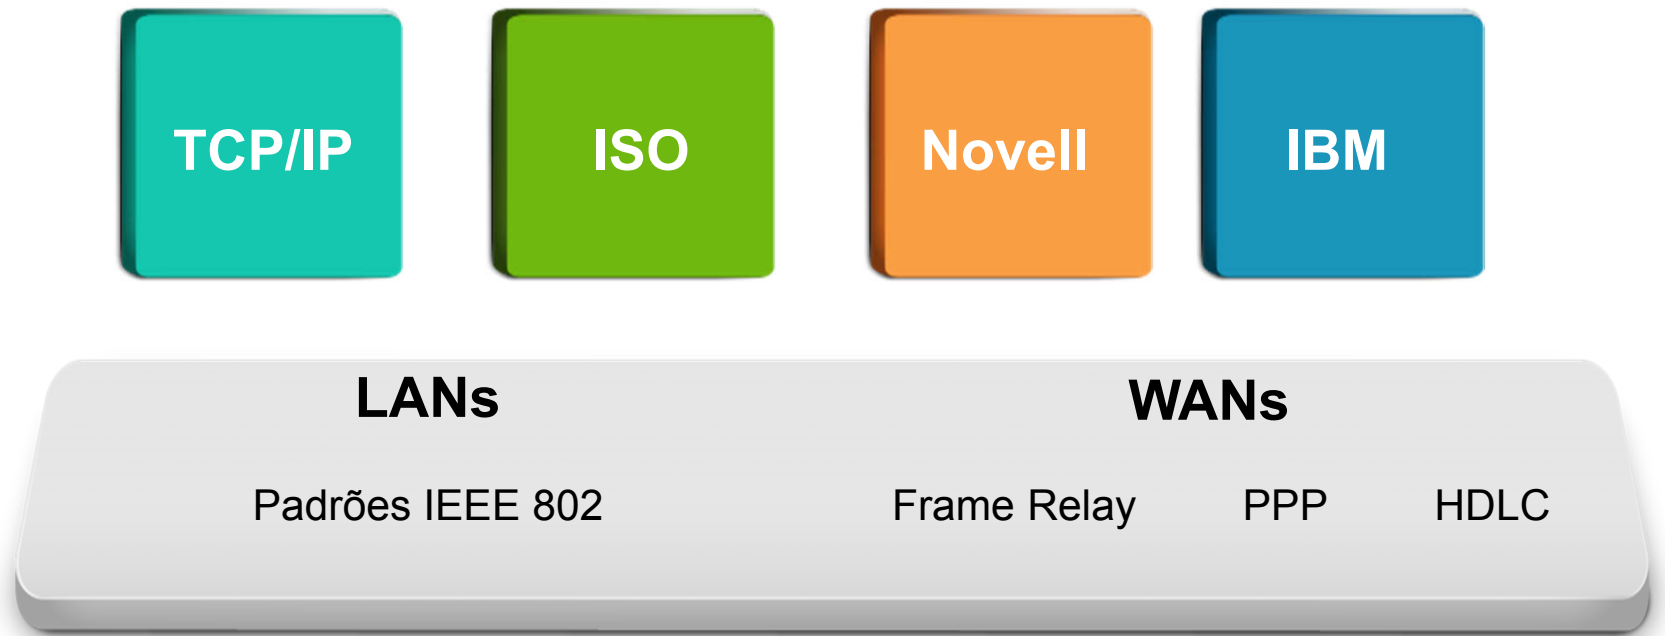 TCP/IP
ISO
Novell
IBM
LANs
WANs
Padrões IEEE 802
Frame Relay
PPP
HDLC